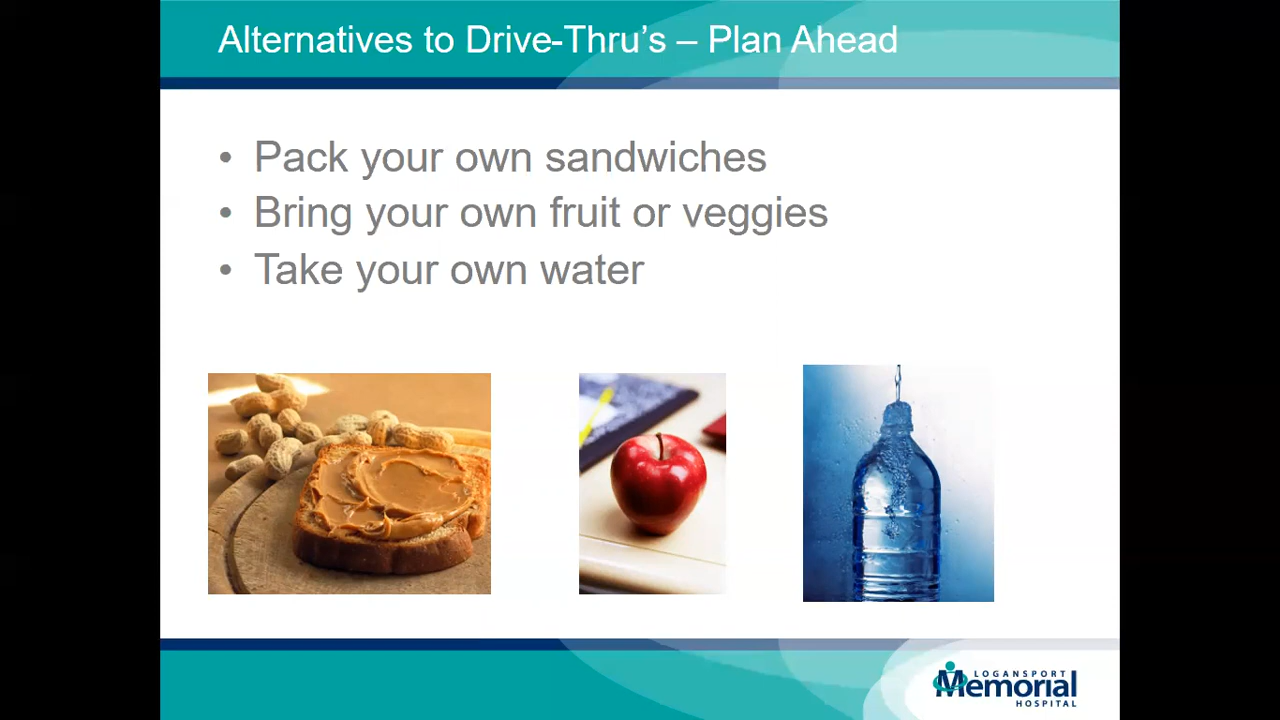 Alternatives to Drive-Thru's – Plan Ahead
• Pack your own sandwiches
• Bring your own fruit or veggies
• Take your own water
LOGANSPORT
Memorial
HOSPITAL